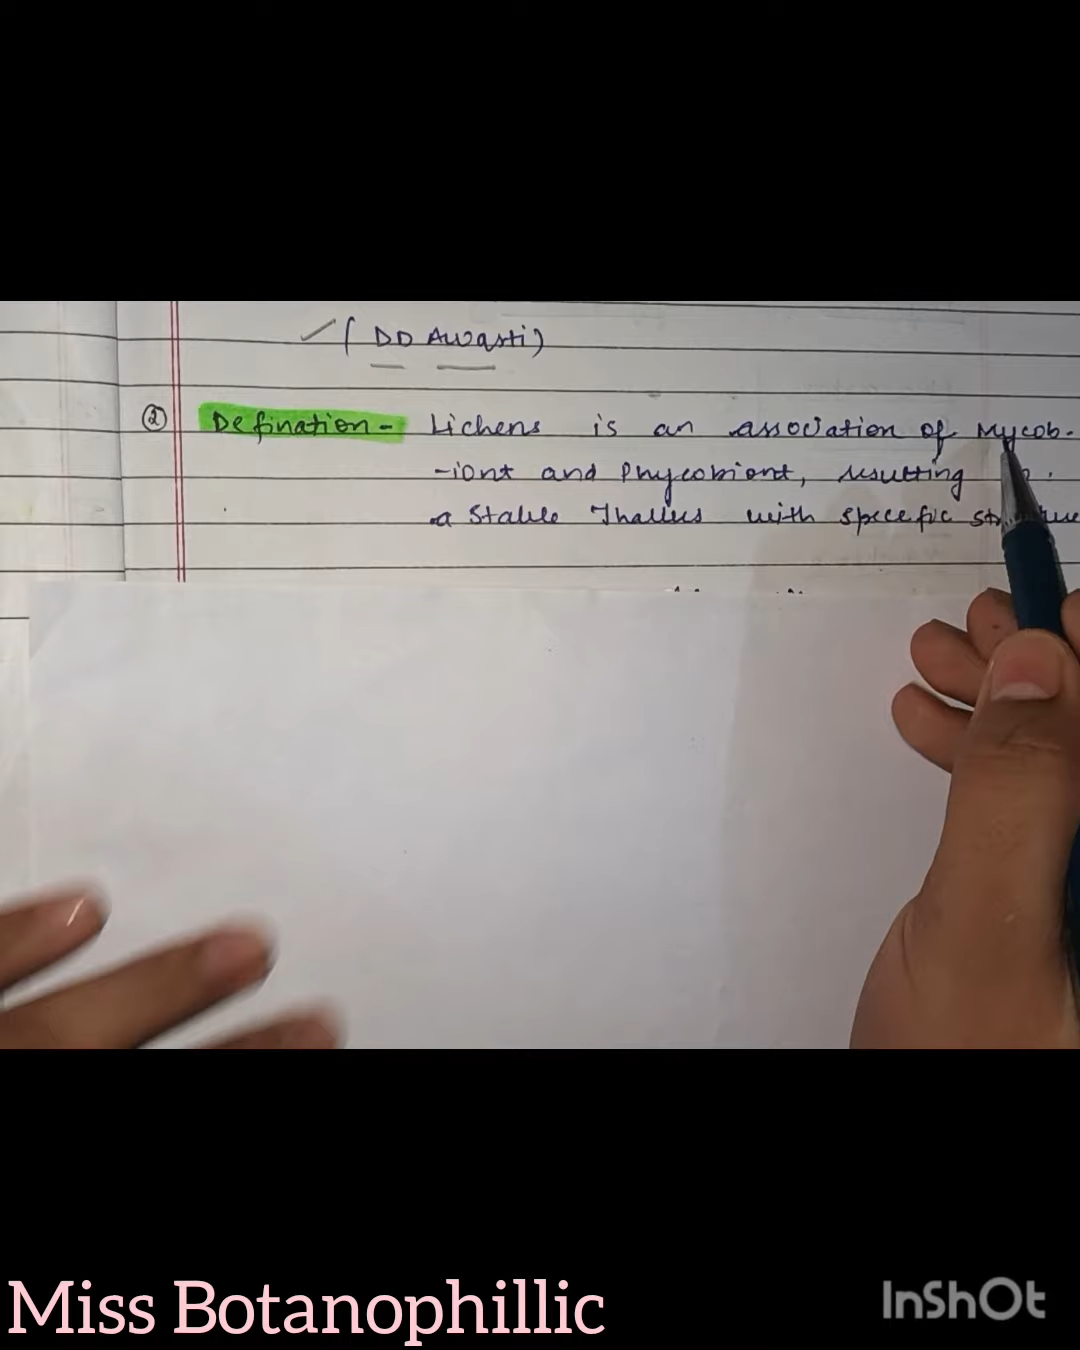 ( DD Awasti)
② Defination - Lichens is an association of Mycob-
-iont and Phycobiont, resulting
a Stable Thallus with specefic
Miss Botanophillic
InShOt